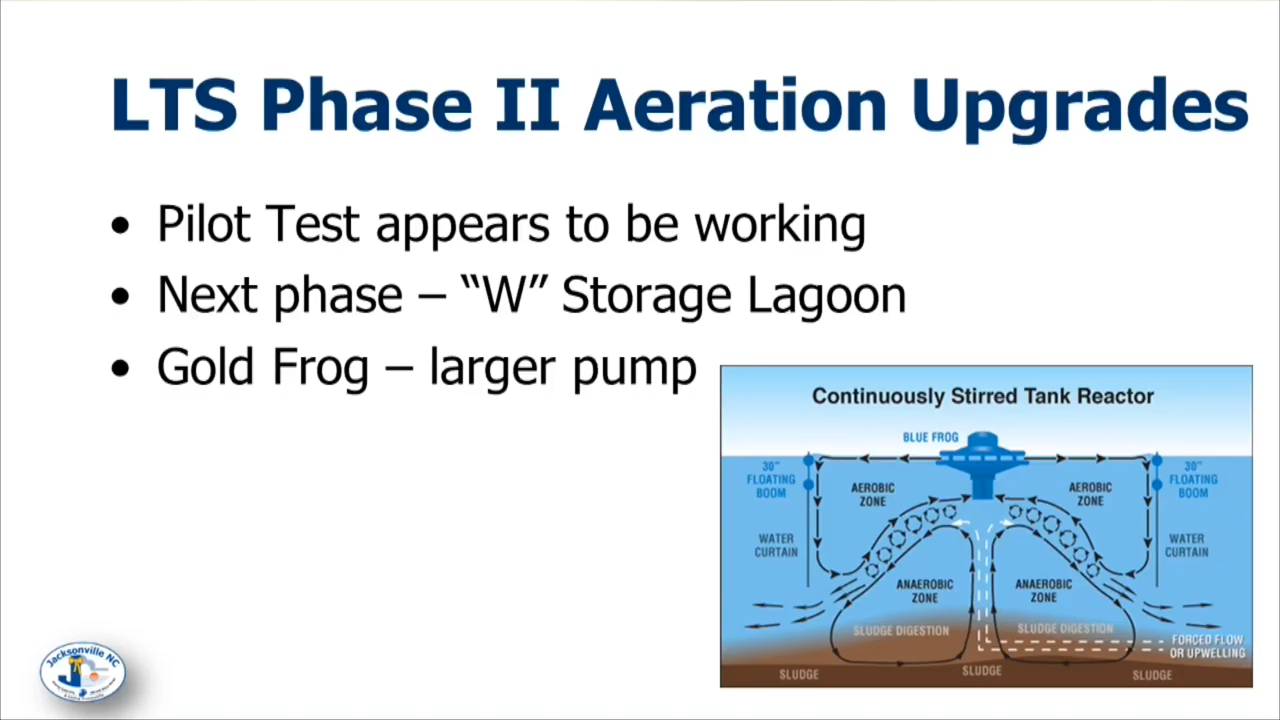 LTS Phase II Aeration Upgrades
• Pilot Test appears to be working
• Next phase – “W” Storage Lagoon
• Gold Frog – larger pump
Continuously Stirred Tank Reactor
BLUE FROG
30"
FLOATING
BOOM
AEROBIC
ZONE
AEROBIC
ZONE
30"
FLOATING
BOOM
WATER
CURTAIN
WATER
CURTAIN
ANAEROBIC
ZONE
ANAEROBIC
ZONE
SLUDGE DIGESTION
SLUDGE DIGESTION
FORCED FLOW
OR UPWELLING
SLUDGE
SLUDGE
SLUDGE
Jacksonville NC